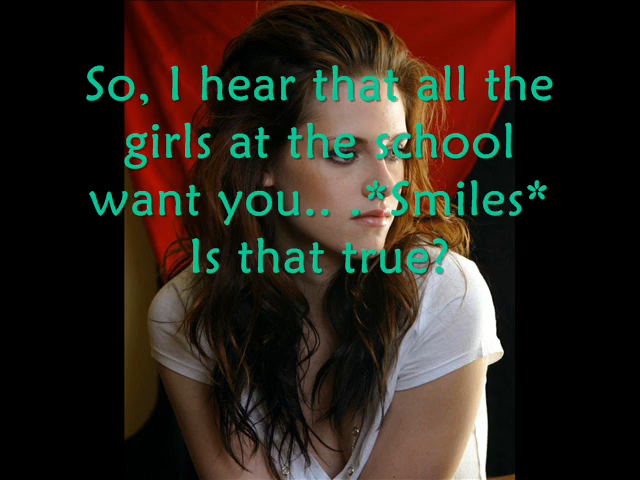 So, I hear that all the
girls at the school
want you.. .*Smiles*
Is that true?